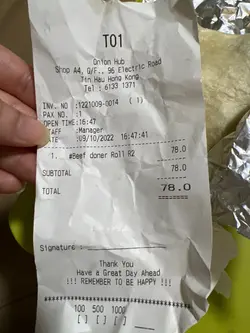 T01
Onion Hub
Shop A4, G/F., 96 Electric Road
Tin Hau Hong Kong
Tel : 6133 1371
INV. NO :1221009-0014 ( 1)
PAX NO. :1
OPEN TIME:16:47
STAFF :Manager
DATE :09/10/2022 16:47:41
1. #Beef doner Roll R2 78.0
SUBTOTAL 78.0
TOTAL 78.0
Signature :
Thank You
Have a Great Day Ahead
!!! REMEMBER TO BE HAPPY !!!
100 500 1000
[ ] [ ] [ ]